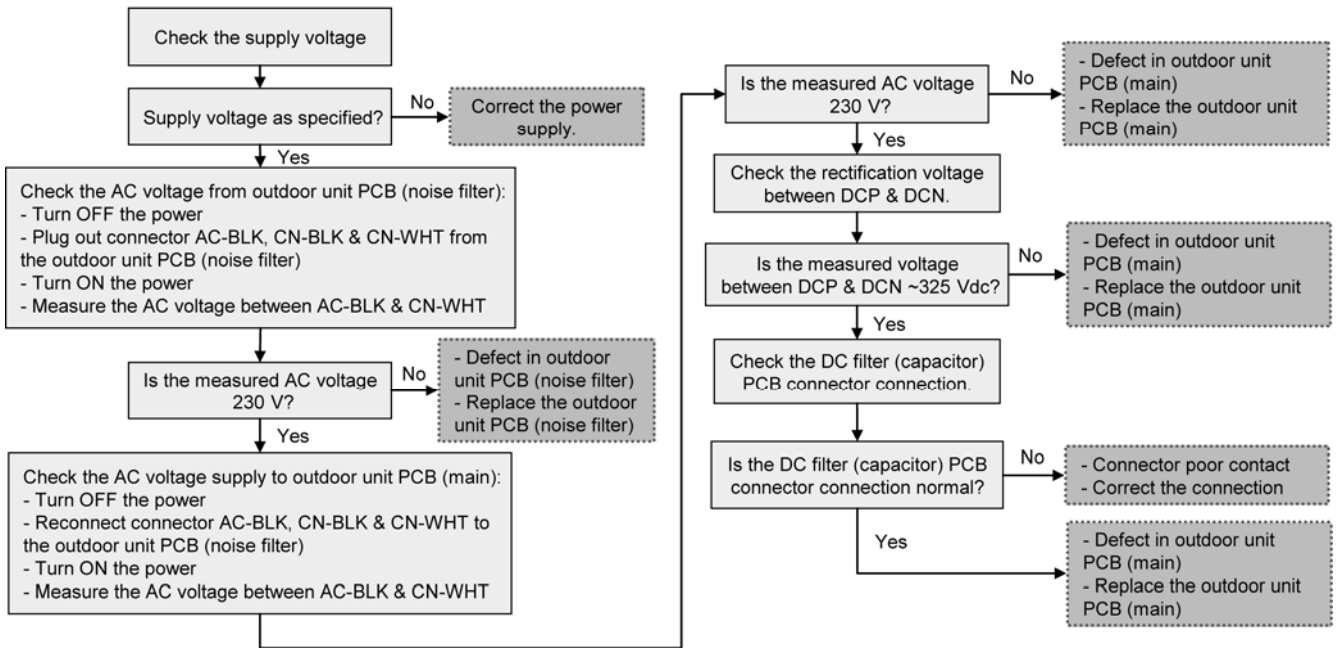 Check the supply voltage
Supply voltage as specified?
No
Correct the power
supply.
Yes
Check the AC voltage from outdoor unit PCB (noise filter):
- Turn OFF the power
- Plug out connector AC-BLK, CN-BLK & CN-WHT from
the outdoor unit PCB (noise filter)
- Turn ON the power
- Measure the AC voltage between AC-BLK & CN-WHT
Is the measured AC voltage
230 V?
No
- Defect in outdoor
unit PCB (noise filter)
- Replace the outdoor
unit PCB (noise filter)
Yes
Check the AC voltage supply to outdoor unit PCB (main):
- Turn OFF the power
- Reconnect connector AC-BLK, CN-BLK & CN-WHT to
the outdoor unit PCB (noise filter)
- Turn ON the power
- Measure the AC voltage between AC-BLK & CN-WHT
Is the measured AC voltage
230 V?
No
- Defect in outdoor unit
PCB (main)
- Replace the outdoor unit
PCB (main)
Yes
Check the rectification voltage
between DCP & DCN.
Is the measured voltage
between DCP & DCN ~325 Vdc?
No
- Defect in outdoor unit
PCB (main)
- Replace the outdoor unit
PCB (main)
Yes
Check the DC filter (capacitor)
PCB connector connection.
Is the DC filter (capacitor) PCB
connector connection normal?
No
- Connector poor contact
- Correct the connection
Yes
- Defect in outdoor unit
PCB (main)
- Replace the outdoor unit
PCB (main)